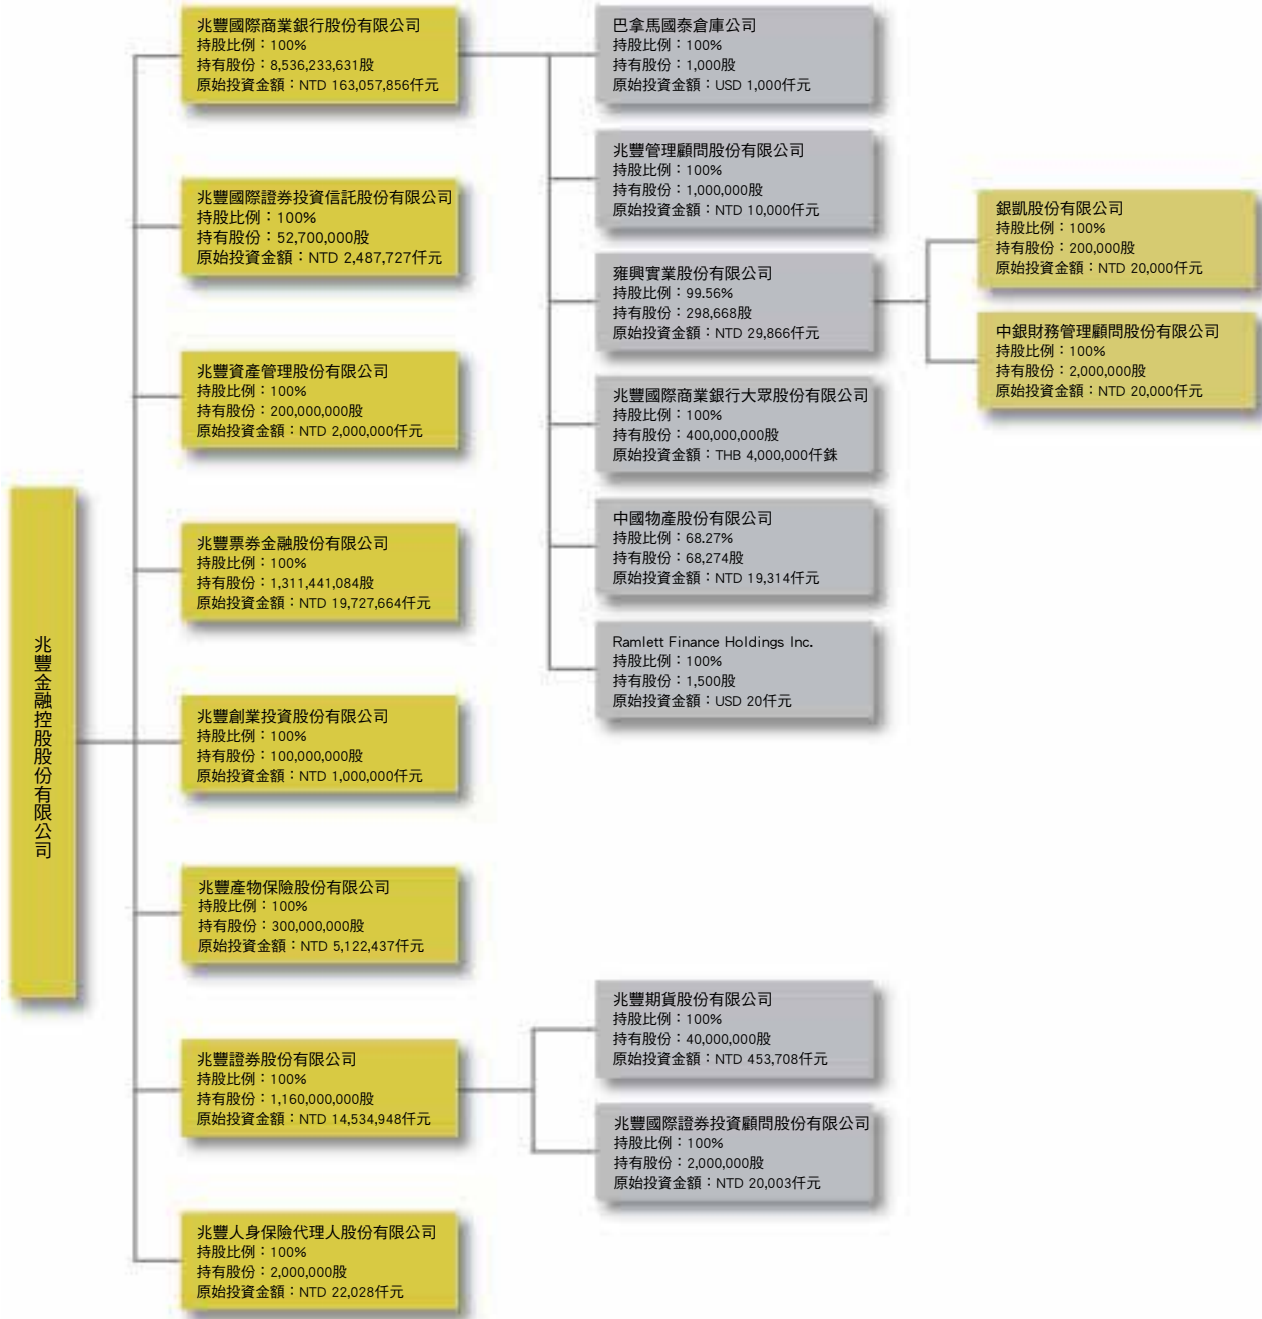 兆豐金融控股股份有限公司
兆豐國際商業銀行股份有限公司
持股比例：100%
持有股份：8,536,233,631股
原始投資金額：NTD 163,057,856仟元
兆豐國際證券投資信託股份有限公司
持股比例：100%
持有股份：52,700,000股
原始投資金額：NTD 2,487,727仟元
兆豐資產管理股份有限公司
持股比例：100%
持有股份：200,000,000股
原始投資金額：NTD 2,000,000仟元
兆豐票券金融股份有限公司
持股比例：100%
持有股份：1,311,441,084股
原始投資金額：NTD 19,727,664仟元
兆豐創業投資股份有限公司
持股比例：100%
持有股份：100,000,000股
原始投資金額：NTD 1,000,000仟元
兆豐產物保險股份有限公司
持股比例：100%
持有股份：300,000,000股
原始投資金額：NTD 5,122,437仟元
兆豐證券股份有限公司
持股比例：100%
持有股份：1,160,000,000股
原始投資金額：NTD 14,534,948仟元
兆豐人身保險代理人股份有限公司
持股比例：100%
持有股份：2,000,000股
原始投資金額：NTD 22,028仟元
巴拿馬國泰倉庫公司
持股比例：100%
持有股份：1,000股
原始投資金額：USD 1,000仟元
兆豐管理顧問股份有限公司
持股比例：100%
持有股份：1,000,000股
原始投資金額：NTD 10,000仟元
雍興實業股份有限公司
持股比例：99.56%
持有股份：298,668股
原始投資金額：NTD 29,866仟元
兆豐國際商業銀行大眾股份有限公司
持股比例：100%
持有股份：400,000,000股
原始投資金額：THB 4,000,000仟銖
中國物產股份有限公司
持股比例：68.27%
持有股份：68,274股
原始投資金額：NTD 19,314仟元
Ramlett Finance Holdings Inc.
持股比例：100%
持有股份：1,500股
原始投資金額：USD 20仟元
兆豐期貨股份有限公司
持股比例：100%
持有股份：40,000,000股
原始投資金額：NTD 453,708仟元
兆豐國際證券投資顧問股份有限公司
持股比例：100%
持有股份：2,000,000股
原始投資金額：NTD 20,003仟元
銀凱股份有限公司
持股比例：100%
持有股份：200,000股
原始投資金額：NTD 20,000仟元
中銀財務管理顧問股份有限公司
持股比例：100%
持有股份：2,000,000股
原始投資金額：NTD 20,000仟元